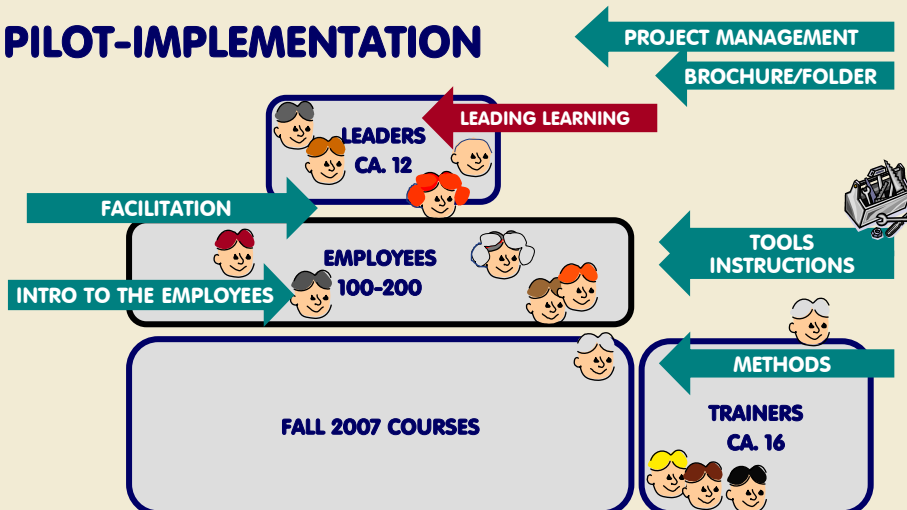 PILOT-IMPLEMENTATION
PROJECT MANAGEMENT
BROCHURE/FOLDER
LEADING LEARNING
LEADERS
CA. 12
FACILITATION
EMPLOYEES
100-200
TOOLS
INSTRUCTIONS
INTRO TO THE EMPLOYEES
METHODS
FALL 2007 COURSES
TRAINERS
CA. 16